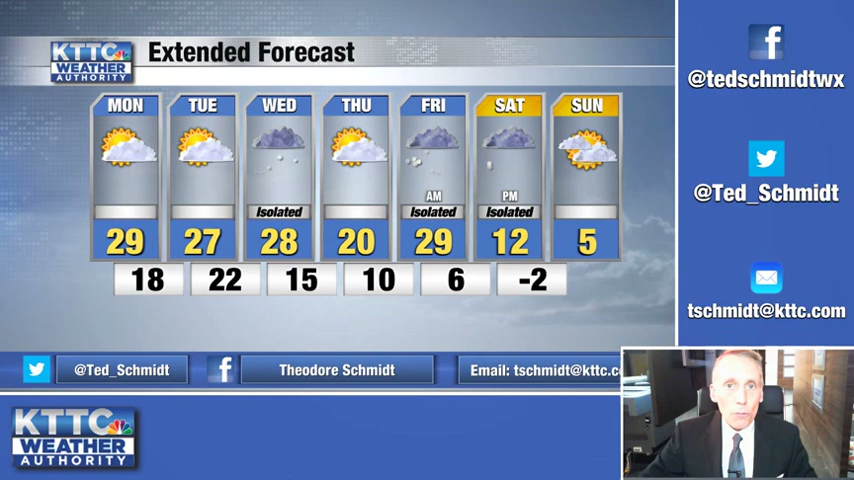 KTTC
WEATHER
AUTHORITY
Extended Forecast
MON TUE WED THU FRI SAT SUN
AM PM
Isolated Isolated Isolated
29 27 28 20 29 12 5
18 22 15 10 6 -2
@tedschmidtwx
@Ted_Schmidt
tschmidt@kttc.com
@Ted_Schmidt Theodore Schmidt Email: tschmidt@kttc.co
KTTC
WEATHER
AUTHORITY